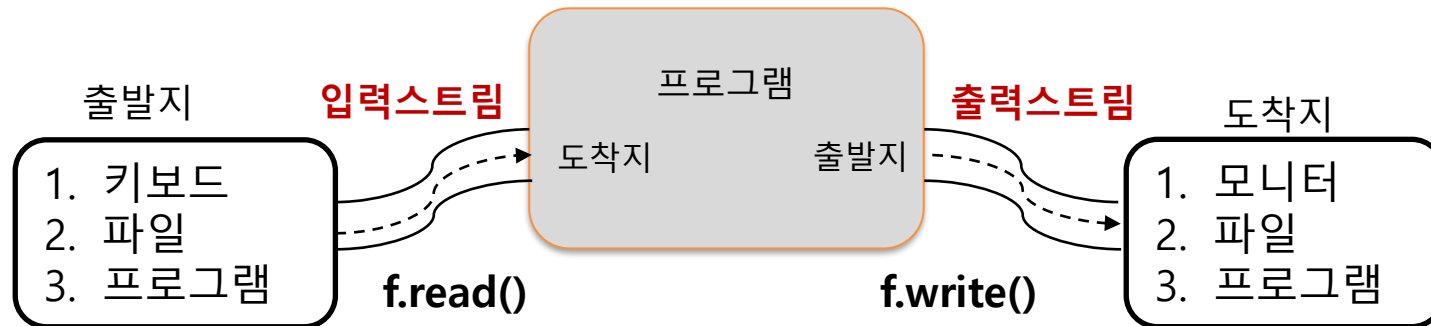 출발지
1. 키보드
2. 파일
3. 프로그램
입력스트림
f.read()
프로그램
도착지
출발지
출력스트림
f.write()
도착지
1. 모니터
2. 파일
3. 프로그램